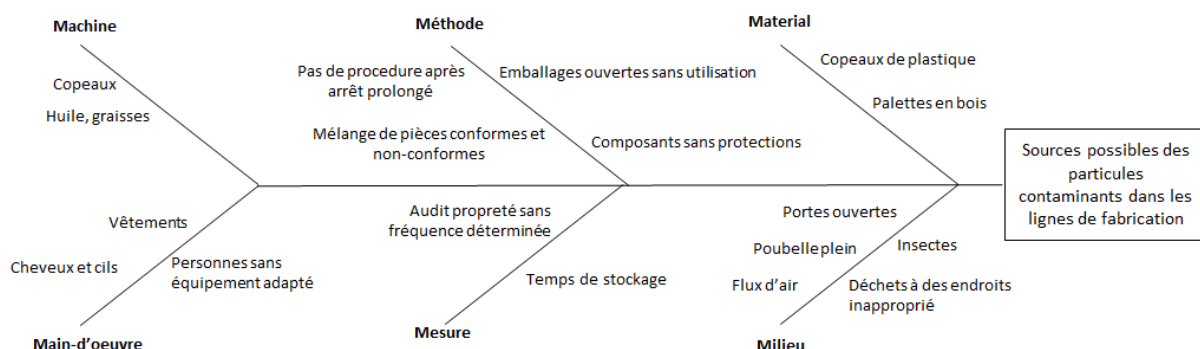 Machine
Méthode
Material
Copeaux
Huile, graisses
Pas de procedure après
arrêt prolongé
Mélange de pièces conformes et
non-conformes
Emballages ouvertes sans utilisation
Composants sans protections
Copeaux de plastique
Palettes en bois
Sources possibles des
particules
contaminants dans les
lignes de fabrication
Vêtements
Cheveux et cils
Personnes sans
équipement adapté
Audit propreté sans
fréquence déterminée
Temps de stockage
Portes ouvertes
Poubelle plein
Flux d'air
Insectes
Déchets à des endroits
inapproprié
Main-d'oeuvre
Mesure
Milieu